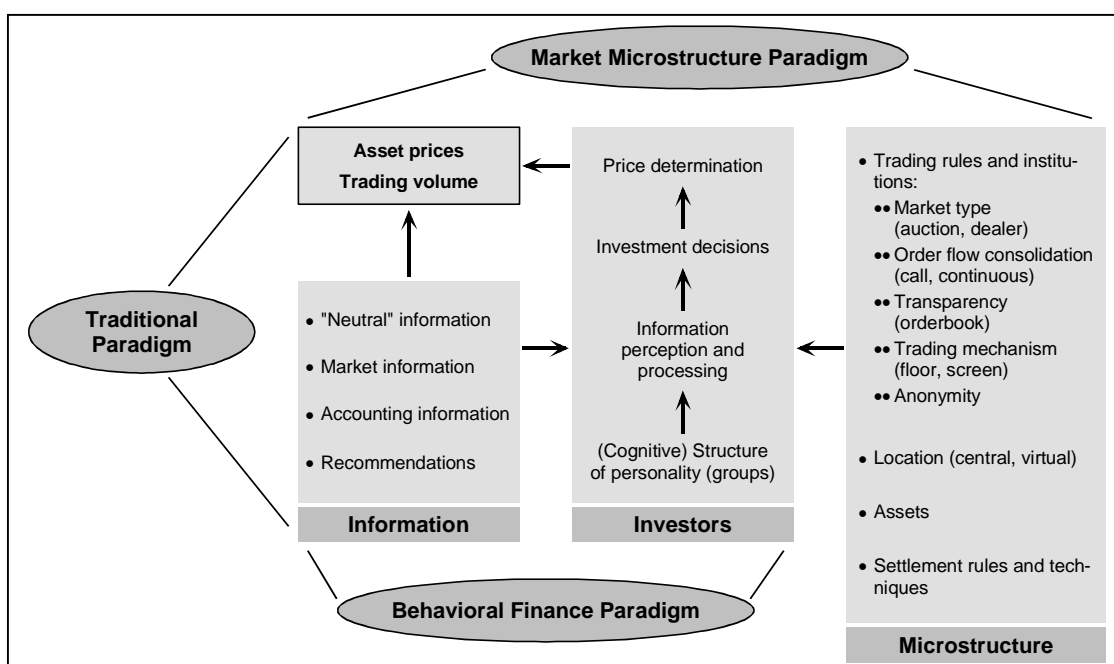 Market Microstructure Paradigm
Traditional
Paradigm
Asset prices
Trading volume
• "Neutral" information
• Market information
• Accounting information
• Recommendations
Information
Price determination
Investment decisions
Information
perception and
processing
(Cognitive) Structure
of personality (groups)
Investors
• Trading rules and institu-
tions:
•• Market type
(auction, dealer)
•• Order flow consolidation
(call, continuous)
•• Transparency
(orderbook)
•• Trading mechanism
(floor, screen)
•• Anonymity
• Location (central, virtual)
• Assets
• Settlement rules and tech-
niques
Microstructure
Behavioral Finance Paradigm